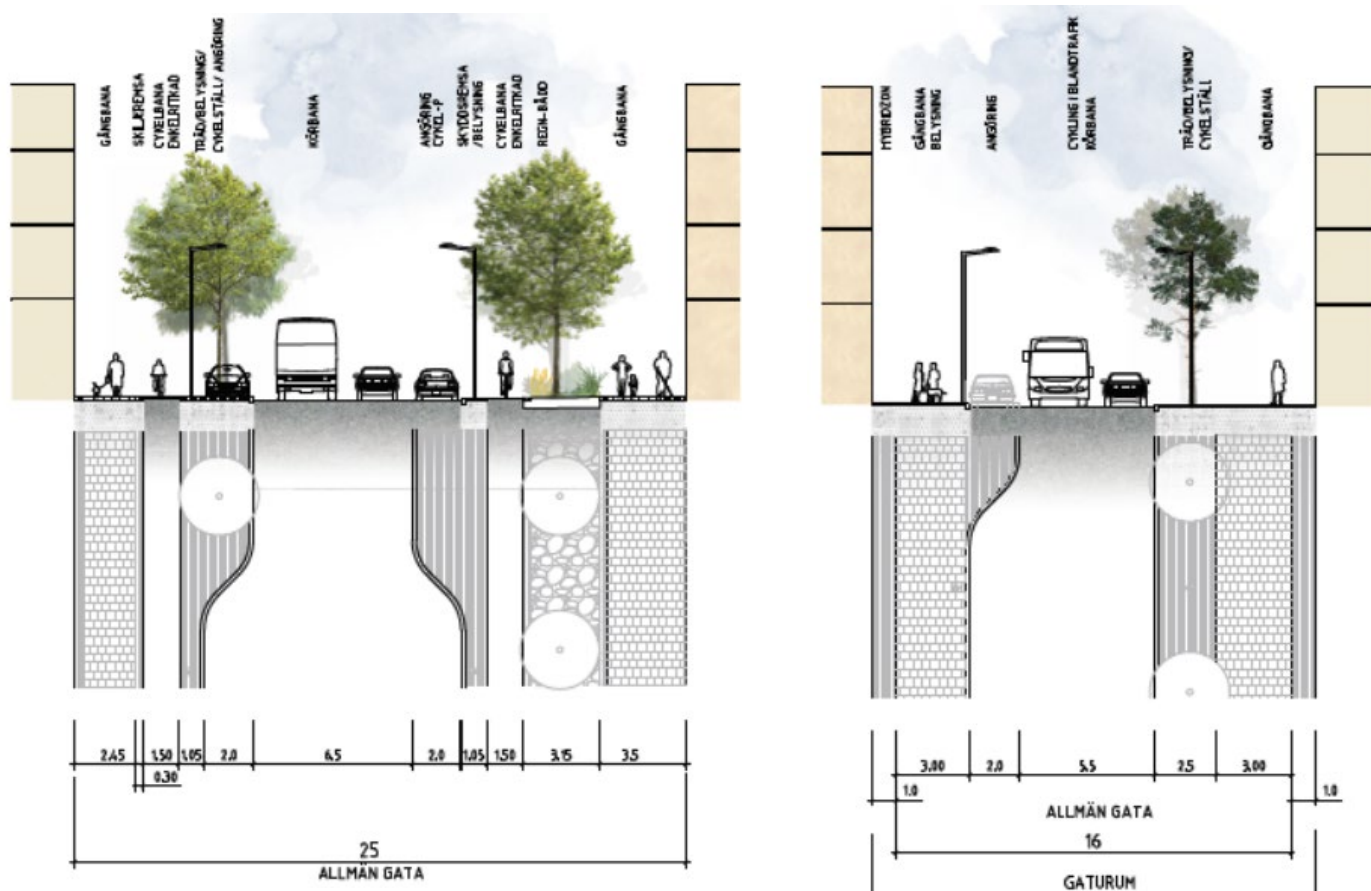 GÅNGBANA
SKILJEREMSA
CYKELBANA
ENKELRITKAD
TRÄD/BELYSNING/
CYKELSTÄLL/ ANGÖRING
KÖRBANA
ANGÖRING
CYKEL-P
SKYDDSREMSA
/BELYSNING
CYKELBANA
ENKELRITKAD
REGN-BÄDD
GÅNGBANA
2.45
1.50
1.05
2.0
6.5
2.0
1.05
1.50
3.15
3.5
0.30
25
ALLMÄN GATA
HYBRIDZON
GÅNGBANA
BELYSNING
ANGÖRING
CYKLING I BLANDTRAFIK
KÖRBANA
TRÄD/BELYSNING/
CYKELSTÄLL
GÅNGBANA
3.00
2.0
5.5
2.5
3.00
1.0
1.0
ALLMÄN GATA
16
GATURUM